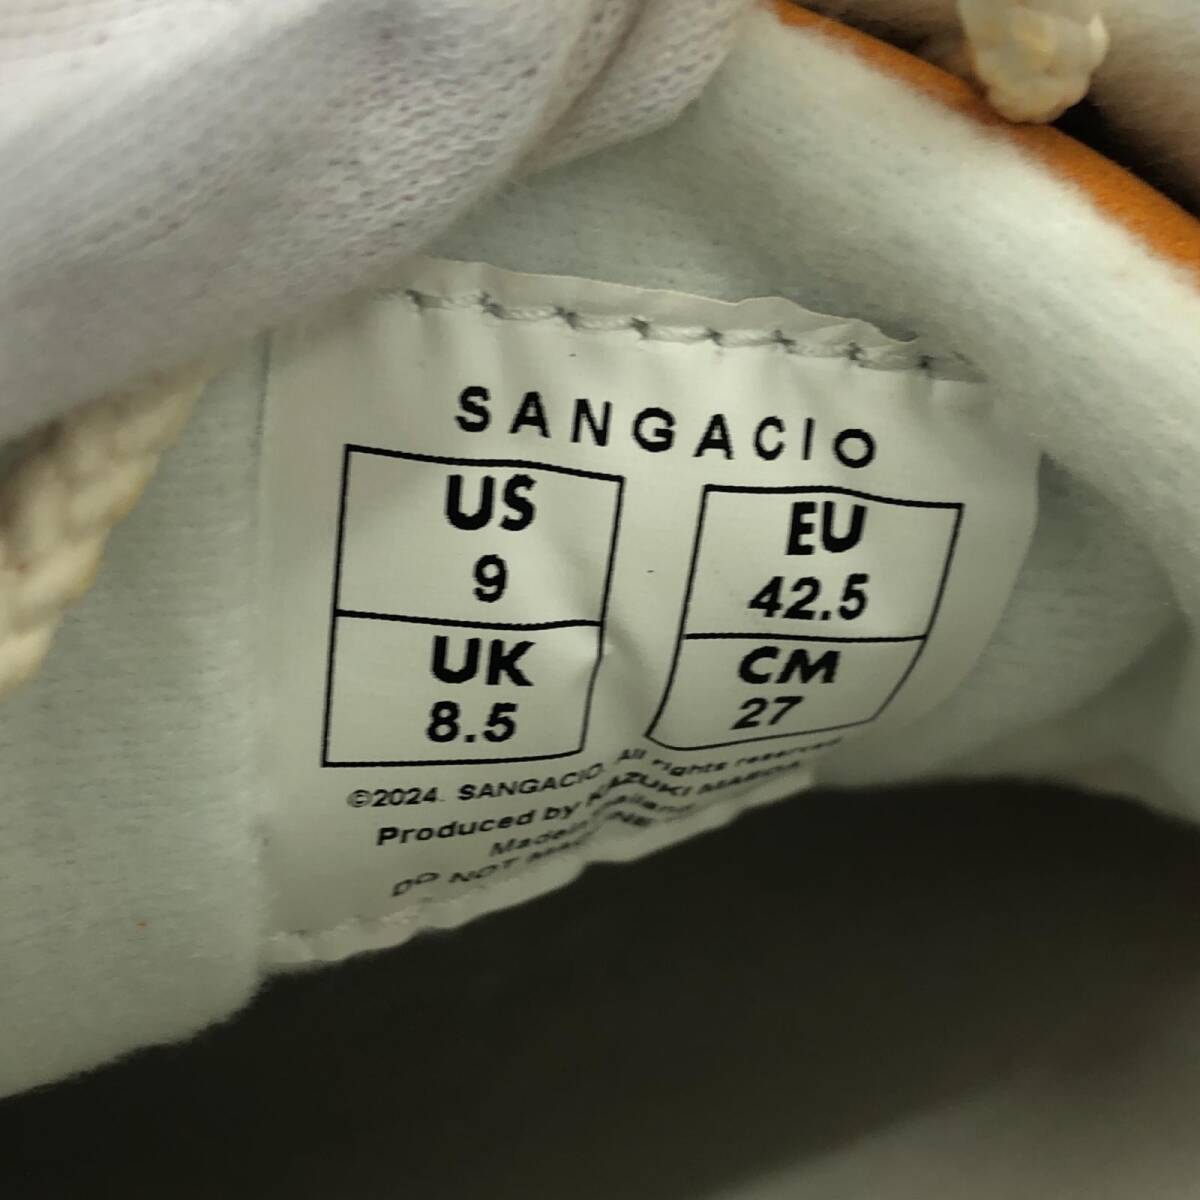 SANGACIO
US
9
UK
8.5
EU
42.5
CM
27
©2024. SANGACIO. All rights reserved
Produced by KAZUKI
Made in Thailand
DO NOT